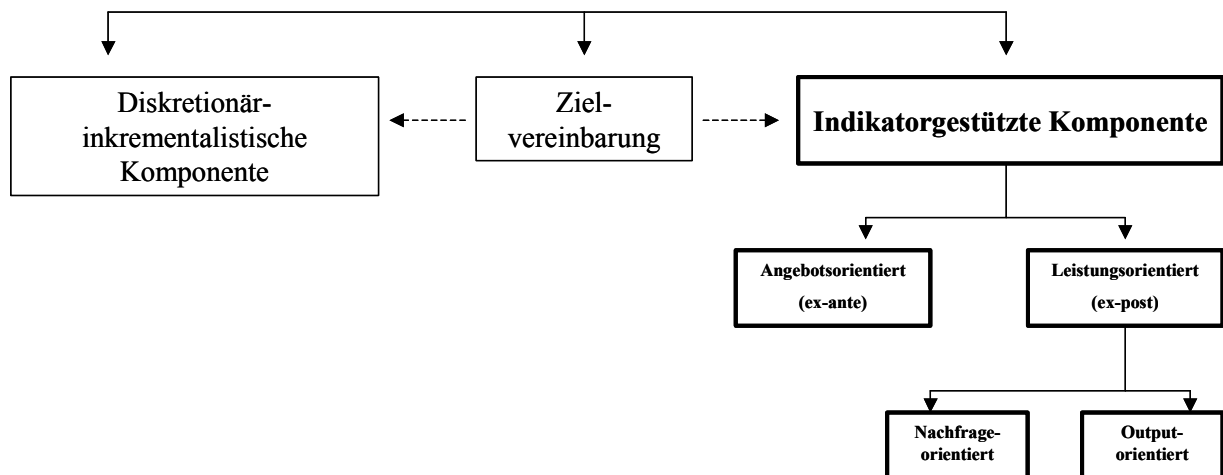 Diskretionär-
inkrementalistische
Komponente
Ziel-
vereinbarung
Indikatorgestützte Komponente
Angebotsorientiert
(ex-ante)
Leistungsorientiert
(ex-post)
Nachfrage-
orientiert
Output-
orientiert